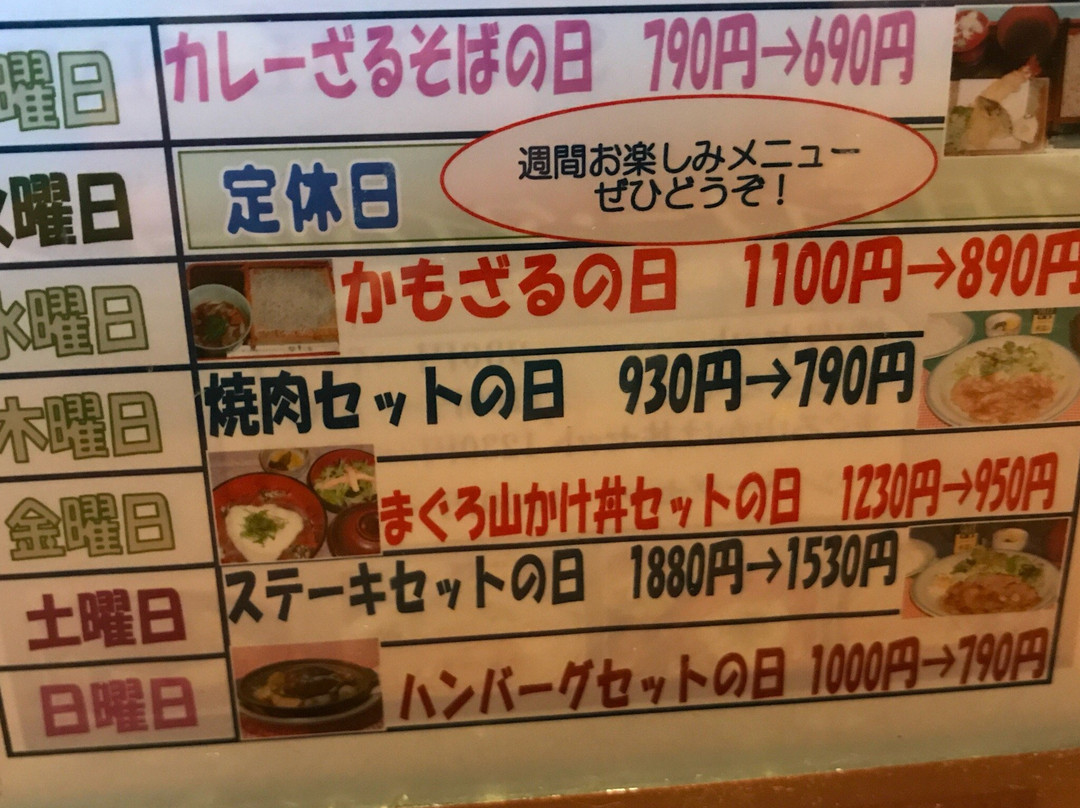 曜日 カレーざるそばの日 790円→690円
火曜日 定休日
週間お楽しみメニュー
ぜひどうぞ!
水曜日 かもざるの日 1100円→890円
木曜日 焼肉セットの日 930円→790円
金曜日 まぐろ山かけ丼セットの日 1230円→950円
土曜日 ステーキセットの日 1880円→1530円
日曜日 ハンバーグセットの日 1000円→790円